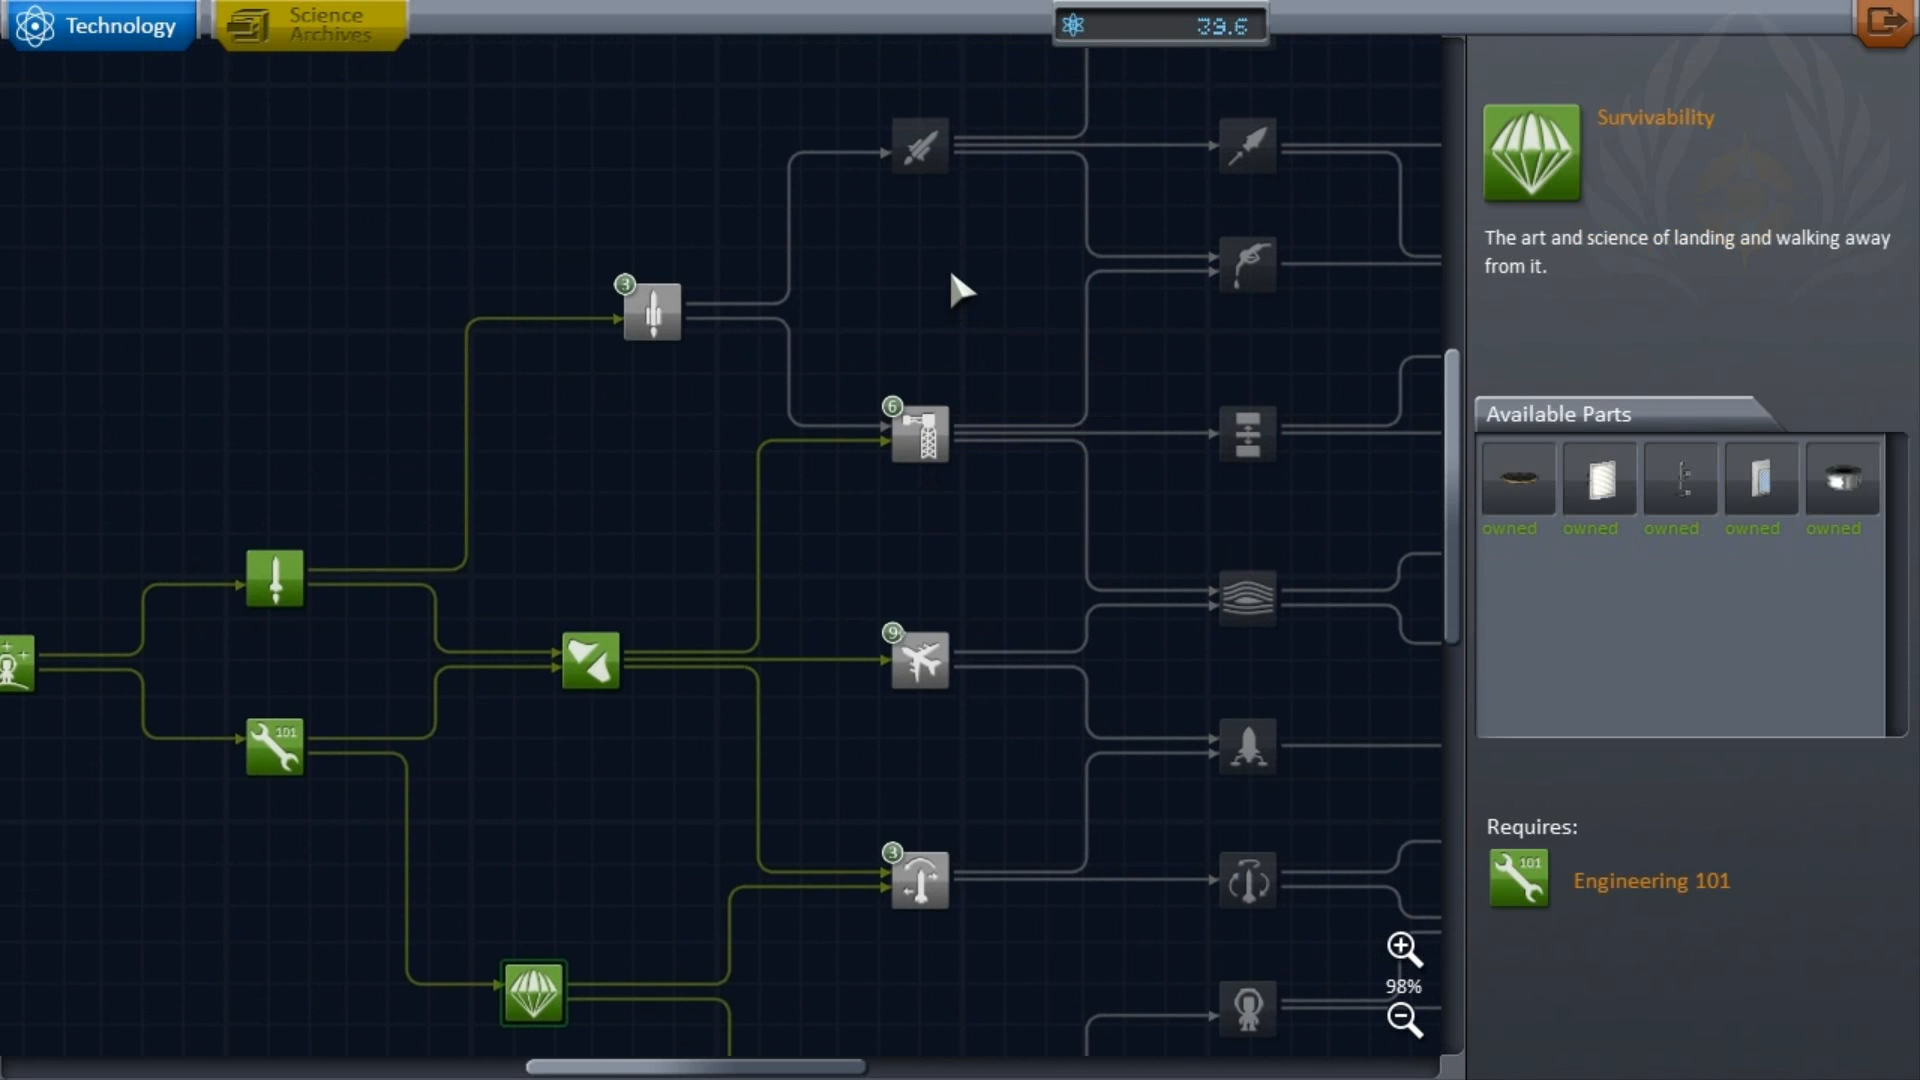 Technology
Science
Archives
39.6
3
6
9
101
3
98%
Survivability
The art and science of landing and walking away
from it.
Available Parts
owned owned owned owned owned
Requires:
101
Engineering 101